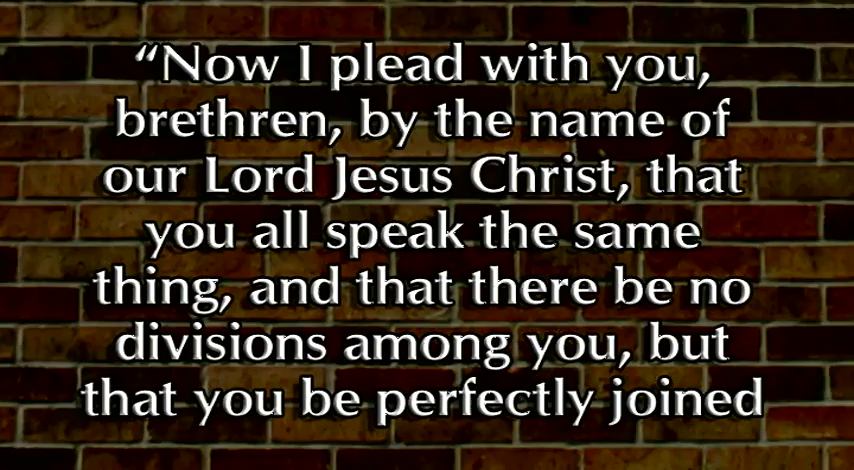 “Now I plead with you,
brethren, by the name of
our Lord Jesus Christ, that
you all speak the same
thing, and that there be no
divisions among you, but
that you be perfectly joined